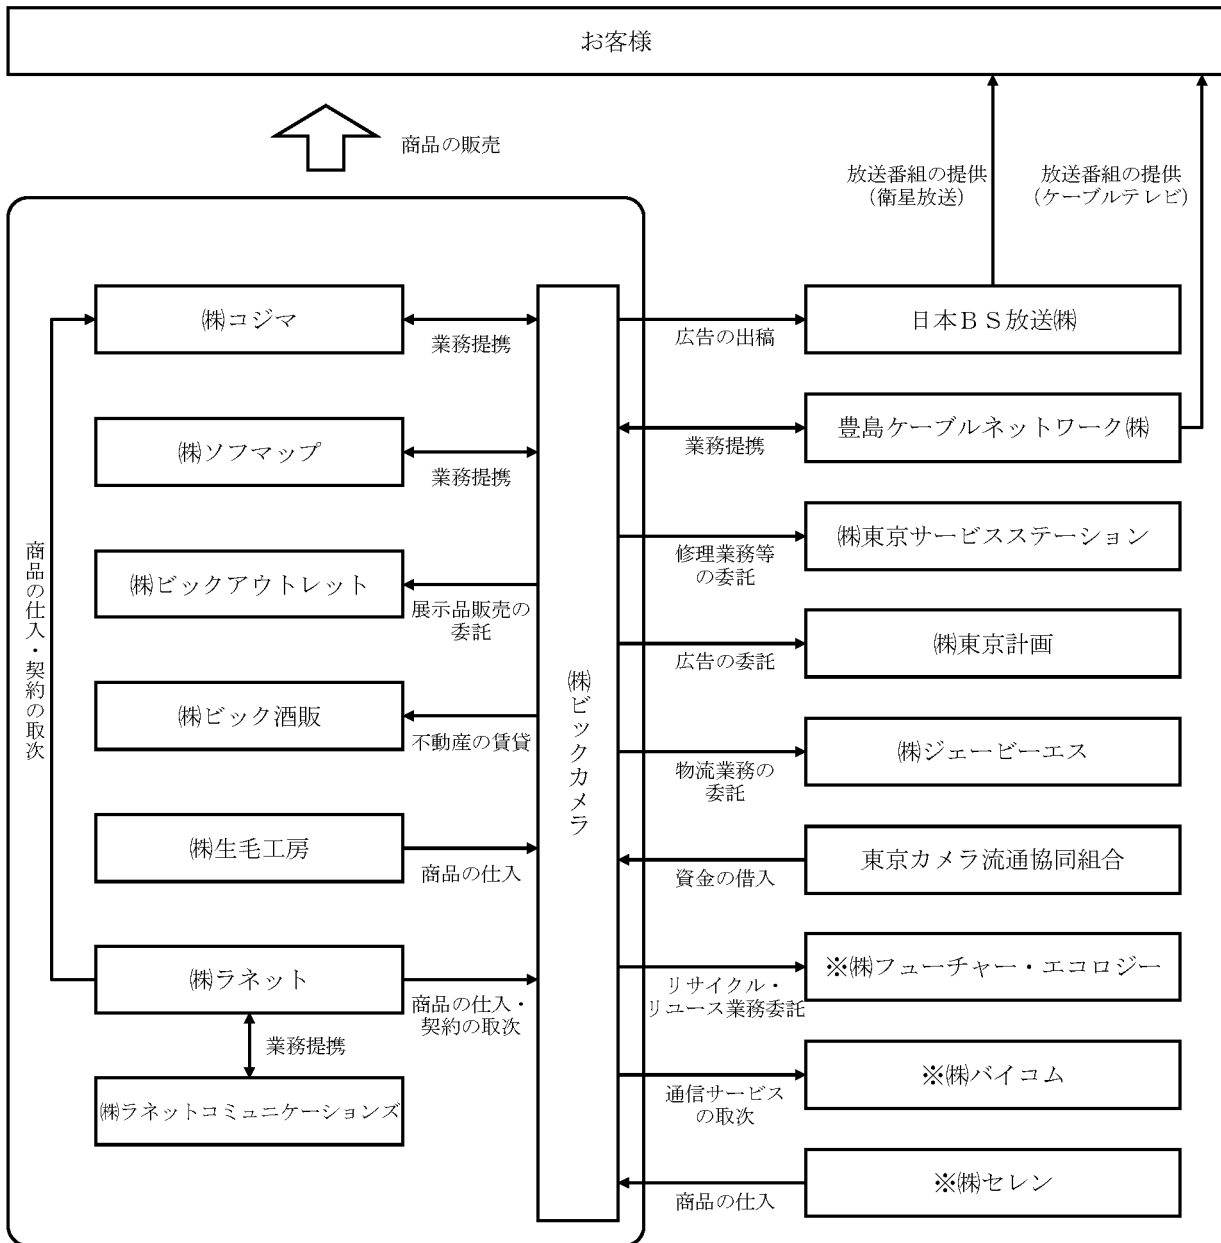 お客様
商品の販売
放送番組の提供
(衛星放送)
放送番組の提供
(ケーブルテレビ)
㈱コジマ
業務提携
広告の出稿
日本ＢＳ放送㈱
㈱ソフマップ
業務提携
業務提携
豊島ケーブルネットワーク㈱
修理業務等
の委託
㈱東京サービスステーション
商品の仕入・契約の取次
㈱ビックアウトレット
展示品販売の
委託
広告の委託
㈱東京計画
㈱ビックカメラ
㈱ビック酒販
不動産の賃貸
物流業務の
委託
㈱ジェービーエス
㈱生毛工房
商品の仕入
資金の借入
東京カメラ流通協同組合
㈱ラネット
商品の仕入・
契約の取次
リサイクル・
リユース業務委託
※㈱フューチャー・エコロジー
業務提携
㈱ラネットコミュニケーションズ
通信サービス
の取次
※㈱バイコム
商品の仕入
※㈱セレン